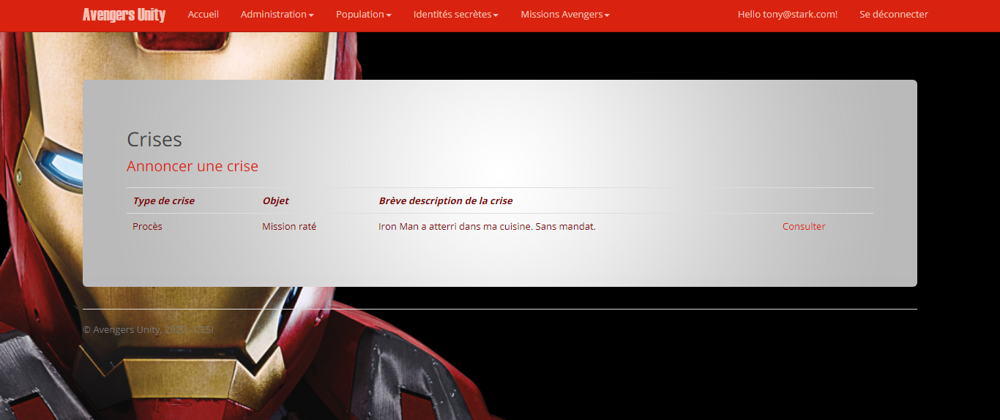 Avengers Unity Accueil Administration Population Identités secrètes Missions Avengers Hello tony@stark.com! Se déconnecter
Crises
Annoncer une crise
Type de crise Objet Brève description de la crise
Procès Mission raté Iron Man a atterri dans ma cuisine. Sans mandat. Consulter
© Avengers Unity, 2020 - CESI